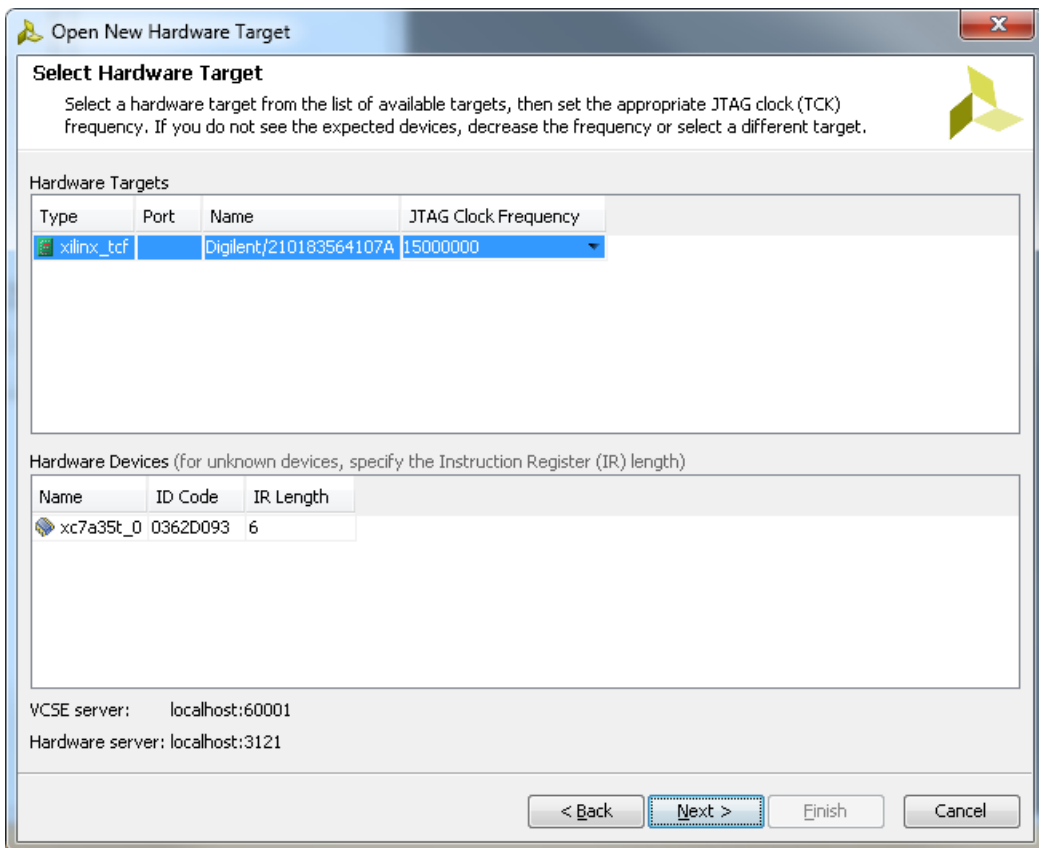 Open New Hardware Target
Select Hardware Target
Select a hardware target from the list of available targets, then set the appropriate JTAG clock (TCK)
frequency. If you do not see the expected devices, decrease the frequency or select a different target.
Hardware Targets
Type Port Name JTAG Clock Frequency
xilinx_tcf Digilent/210183564107A 15000000
Hardware Devices (for unknown devices, specify the Instruction Register (IR) length)
Name ID Code IR Length
xc7a35t_0 0362D093 6
VCSE server: localhost:60001
Hardware server: localhost:3121
< Back Next > Finish Cancel